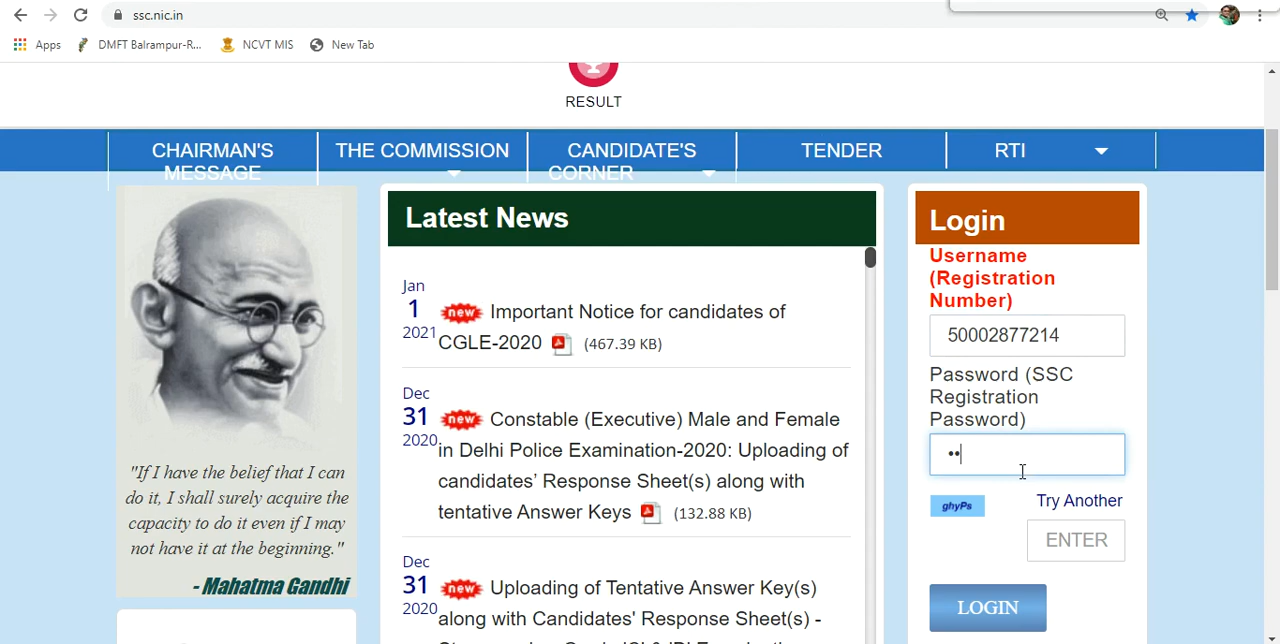 ssc.nic.in
Apps DMFT Balrampur-R... NCVT MIS New Tab
RESULT
CHAIRMAN'S MESSAGE
THE COMMISSION
CANDIDATE'S CORNER
TENDER
RTI
"If I have the belief that I can
do it, I shall surely acquire the
capacity to do it even if I may
not have it at the beginning."
- Mahatma Gandhi
Latest News
Jan
1
2021
new Important Notice for candidates of
CGLE-2020 (467.39 KB)
Dec
31
2020
new Constable (Executive) Male and Female
in Delhi Police Examination-2020: Uploading of
candidates’ Response Sheet(s) along with
tentative Answer Keys (132.88 KB)
Dec
31
2020
new Uploading of Tentative Answer Key(s)
along with Candidates' Response Sheet(s) -
Login
Username
(Registration
Number)
50002877214
Password (SSC
Registration
Password)
••
ghyPs
Try Another
ENTER
LOGIN